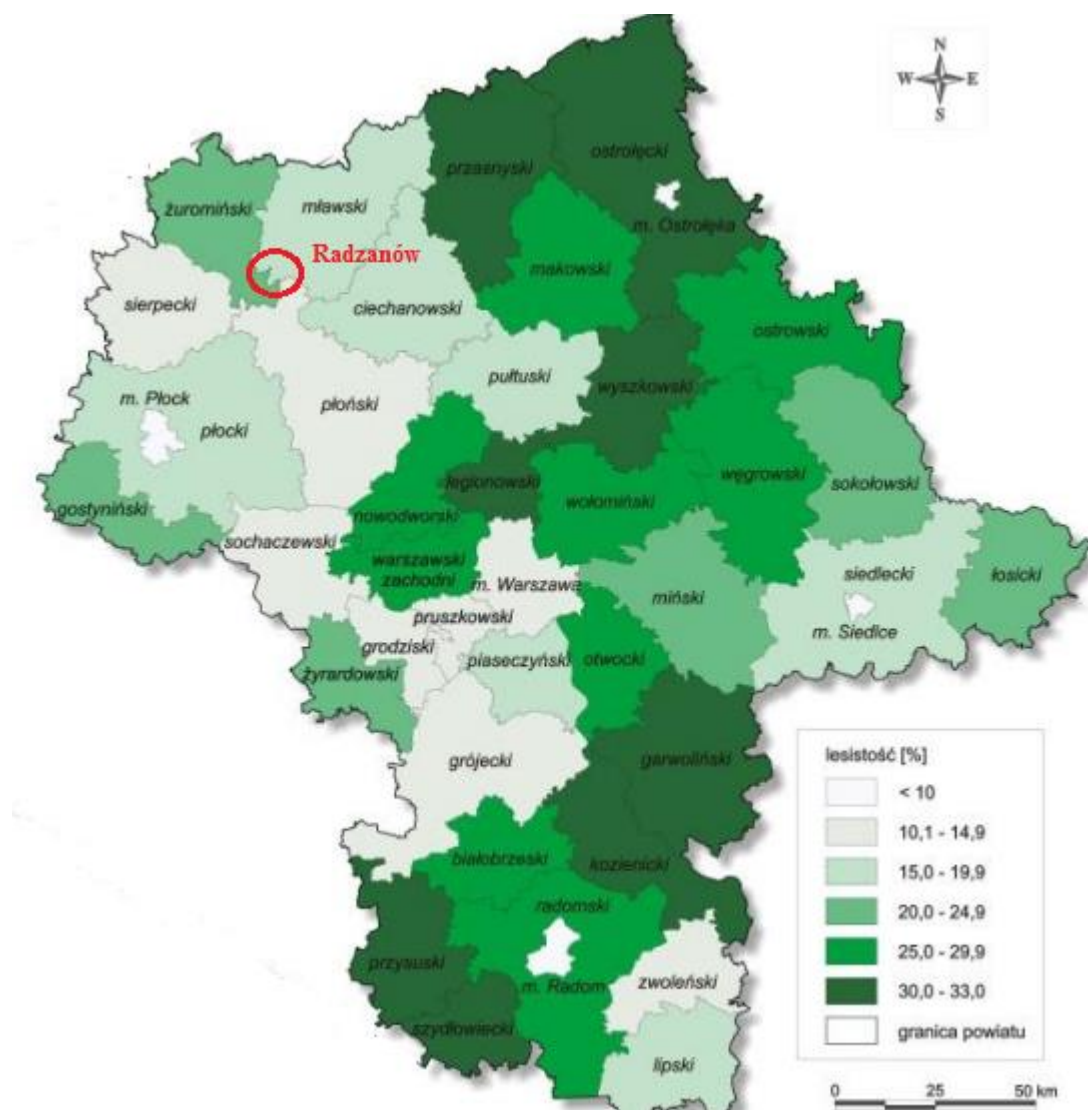 N
W E
S
ostrołęcki
przasnyski
żuromiński
mławski
m. Ostrołęka
Radzanów
makowski
sierpecki
ciechanowski
ostrowski
pułtuski
wyszkowski
m. Płock
płoński
płocki
węgrowski
sokołowski
legionowski
wołomiński
gostyniński
nowodworski
sochaczewski
warszawski
zachodni
m. Warszawa
siedlecki
łosicki
miński
pruszkowski
m. Siedlce
grodziski
piaseczyński
otwocki
żyrardowski
grójecki
garwoliński
lesistość [%]
< 10
10,1 - 14,9
15,0 - 19,9
20,0 - 24,9
25,0 - 29,9
30,0 - 33,0
granica powiatu
białobrzeski
kozienicki
radomski
przysuski
m. Radom
zwoleński
szydłowiecki
lipski
0 25 50 km